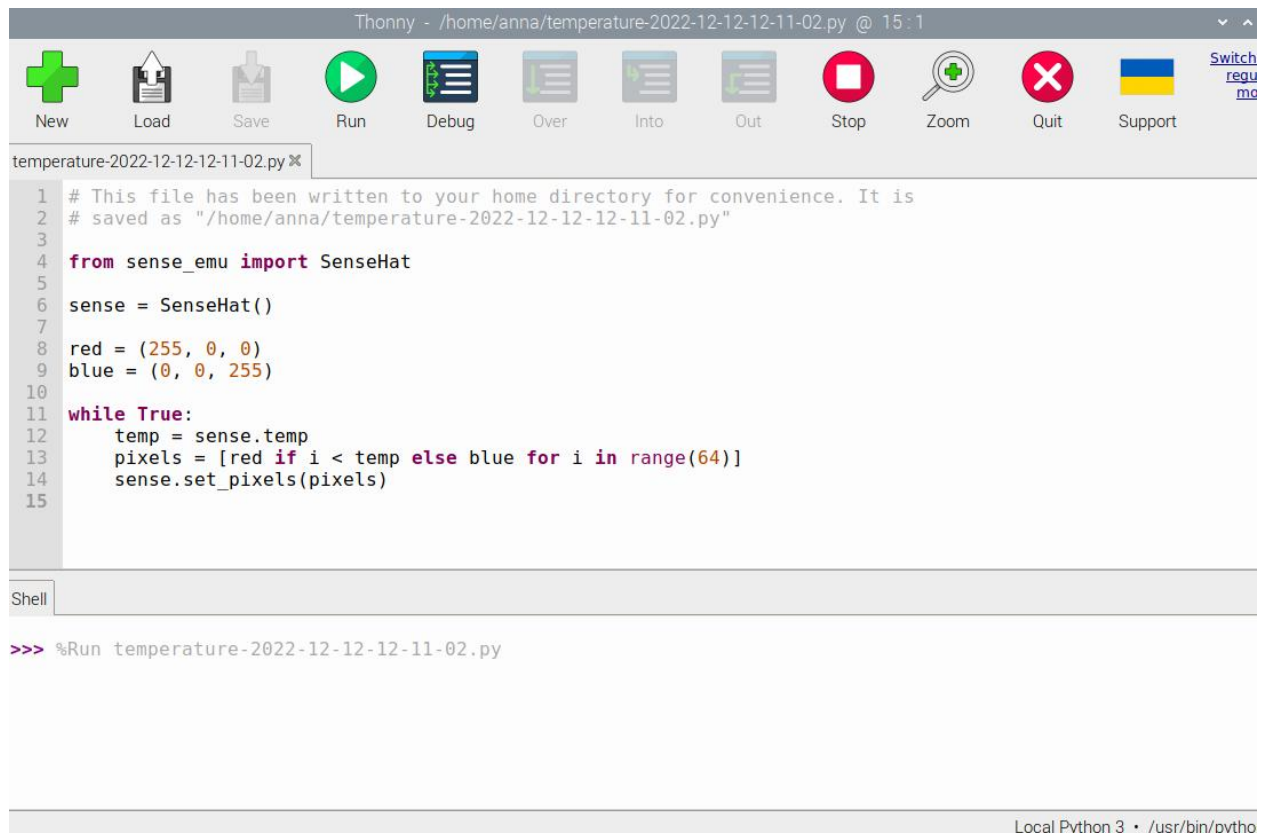 Thonny - /home/anna/temperature-2022-12-12-12-11-02.py @ 15:1
New Load Save Run Debug Over Into Out Stop Zoom Quit Support
Switch
regu
mo
temperature-2022-12-12-12-11-02.py
1 # This file has been written to your home directory for convenience. It is
2 # saved as "/home/anna/temperature-2022-12-12-12-11-02.py"
3
4 from sense_emu import SenseHat
5
6 sense = SenseHat()
7
8 red = (255, 0, 0)
9 blue = (0, 0, 255)
10
11 while True:
12     temp = sense.temp
13     pixels = [red if i < temp else blue for i in range(64)]
14     sense.set_pixels(pixels)
15
Shell
>>> %Run temperature-2022-12-12-12-11-02.py
Local Python 3 • /usr/bin/pytho